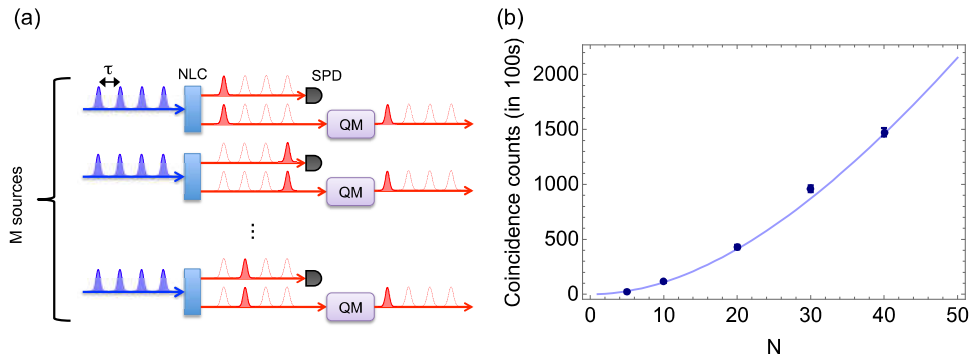 (a)
M sources
τ
NLC
SPD
QM
QM
...
QM
(b)
Coincidence counts (in 100s)
2000
1500
1000
500
0
0 10 20 30 40 50
N